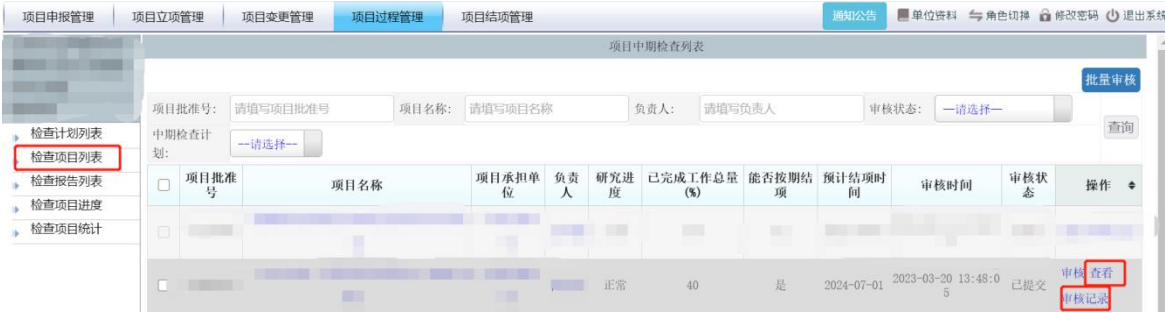 项目申报管理 项目立项管理 项目变更管理 项目过程管理 项目结项管理 通知公告 单位资料 角色切换 修改密码 退出系统
项目中期检查列表
批量审核
项目批准号: 请填写项目批准号 项目名称: 请填写项目名称 负责人: 请填写负责人 审核状态: —请选择—
中期检查计划: --请选择-- 查询
检查计划列表
检查项目列表
检查报告列表
检查项目进度
检查项目统计
项目批准号 项目名称 项目承担单位 负责人 研究进度 已完成工作总量(%) 能否按期结项 预计结项时间 审核时间 审核状态 操作
正常 40 是 2024-07-01 2023-03-20 13:48:05 已提交 审核 查看
审核记录